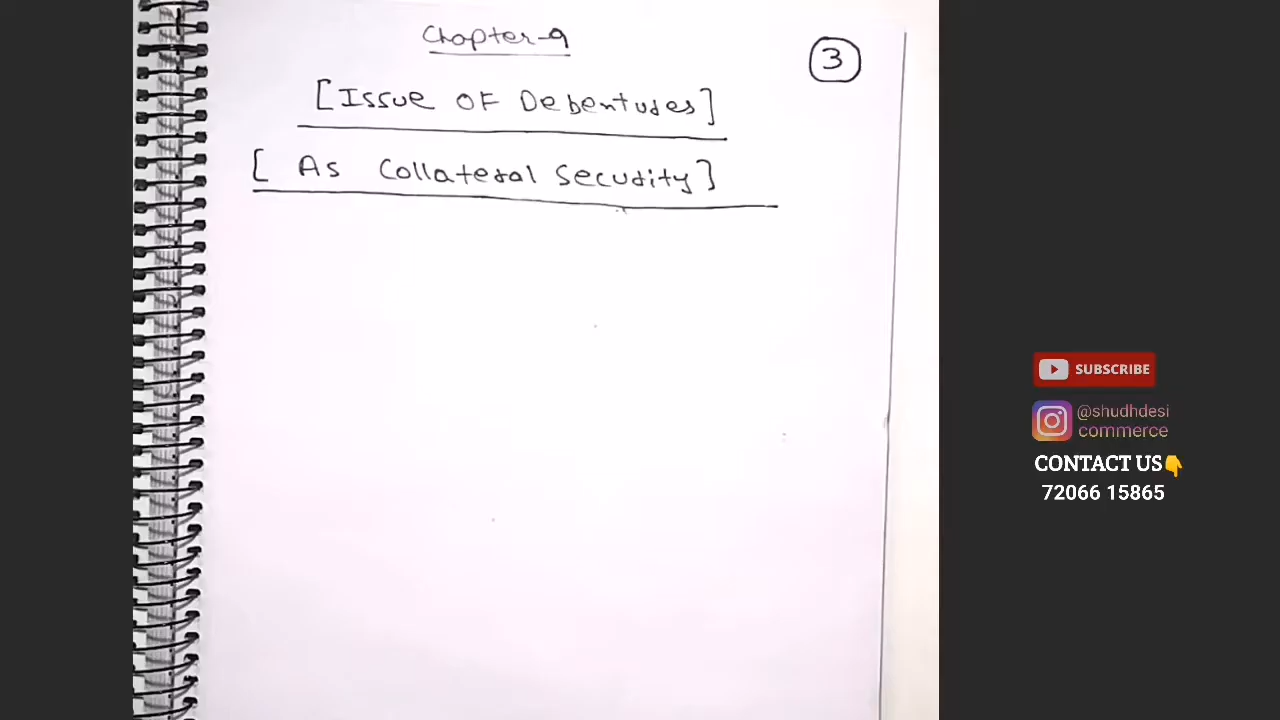 Chapter-9
3
[Issue OF Debentures]
[ As Collateral Security]
SUBSCRIBE
@shudhdesi
commerce
CONTACT US👇
72066 15865